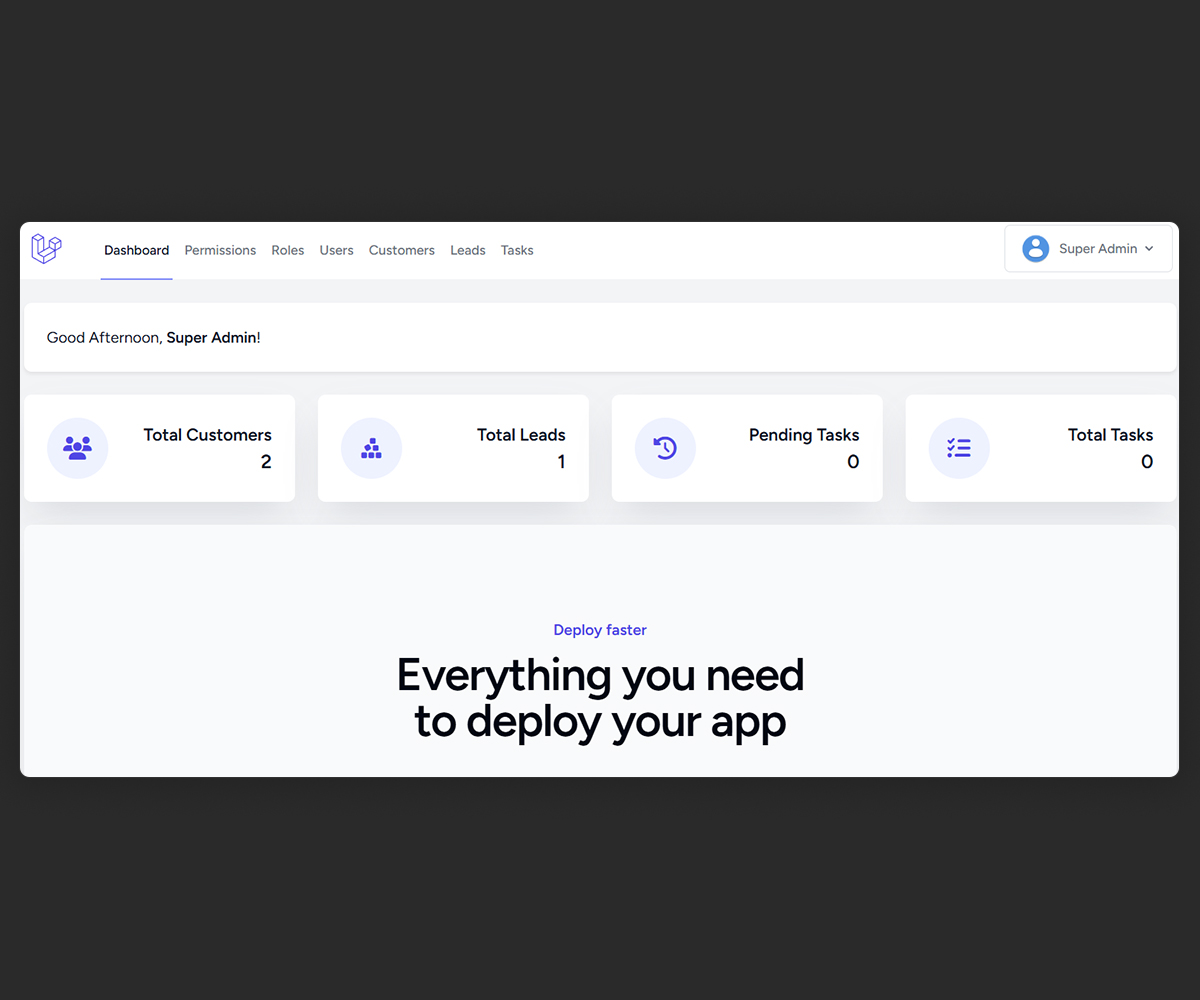 Dashboard Permissions Roles Users Customers Leads Tasks Super Admin
Good Afternoon, Super Admin!
Total Customers
2
Total Leads
1
Pending Tasks
0
Total Tasks
0
Deploy faster
Everything you need
to deploy your app